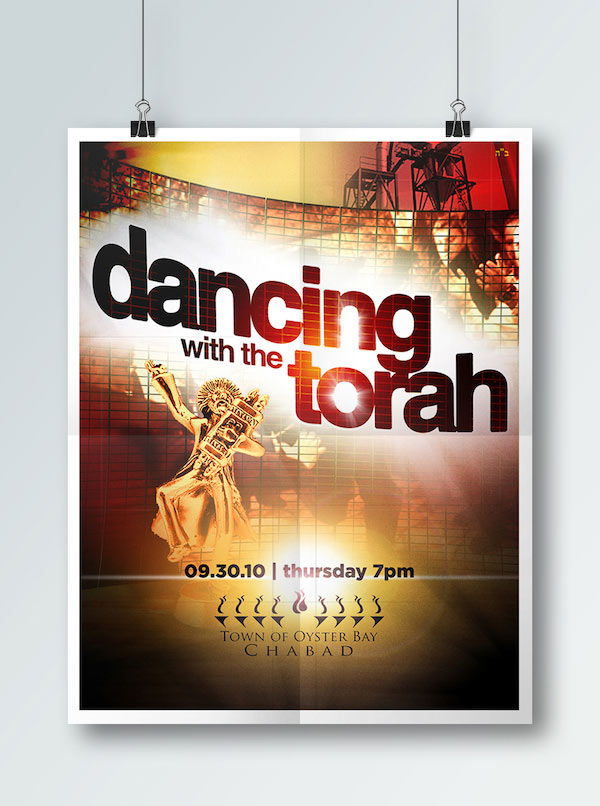 ב"ה
dancing
with the
torah
09.30.10 | thursday 7pm
TOWN OF OYSTER BAY
CHABAD